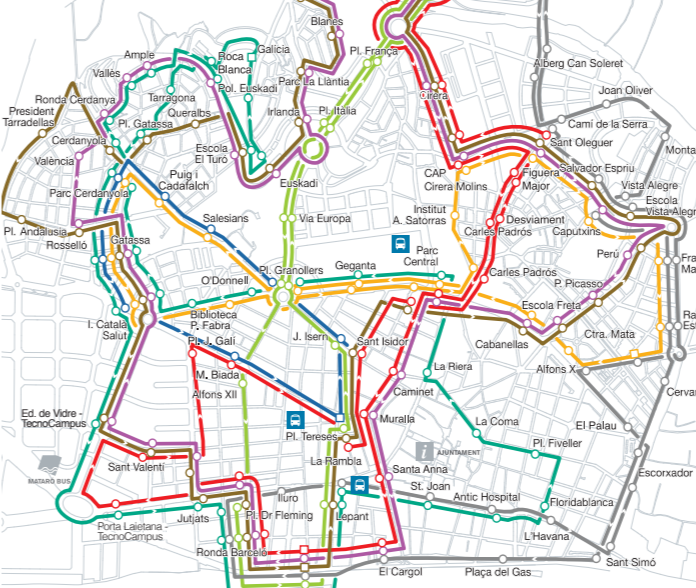 Blanes
Ample
Roca
Blanca
Galicia
Pl. França
Vallès
Alberg Can Soleret
Parc La Llàntia
Pol. Euskadi
Ronda Cerdanya
Tarragona
Cirera
Joan Oliver
President
Tarradellas
Queralbs
Irlanda
Pl. Itàlia
Pl. Gatassa
Camí de la Serra
Cerdanyola
Escola
El Turó
Sant Oleguer
València
Salvador Espriu
Puig i
Cadafalch
CAP
Cirera Molins
Figuera
Major
Parc Cerdanyola
Euskadi
Vista Alegre
Escola
Vista Alegre
Institut
A. Satorras
Salesians
Via Europa
Desviament
Carles Padrós
Caputxins
Pl. Andalusia
Rosselló
Gatassa
Parc
Central
Perú
Geganta
Pl. Granollers
Carles Padrós
P. Picasso
O'Donnell
Escola Freta
Biblioteca
P. Fabra
I. Català
Salut
Pl. J. Galí
J. Isern
Sant Isidor
Cabanellas
Ctra. Mata
La Riera
Alfons X
M. Biada
Alfons XII
Caminet
Ed. de Vidre -
TecnoCampus
Muralla
La Coma
El Palau
Pl. Tereses
Pl. Fiveller
La Rambla
AJUNTAMENT
Sant Valentí
Santa Anna
Escorxador
MATARÓ BUS
St. Joan
Iluro
Antic Hospital
Floridablanca
Porta Laietana -
TecnoCampus
Jutjats
Pl. Dr Fleming
Lepant
L'Havana
Ronda Barceló
Sant Simó
El Cargol
Plaça del Gas